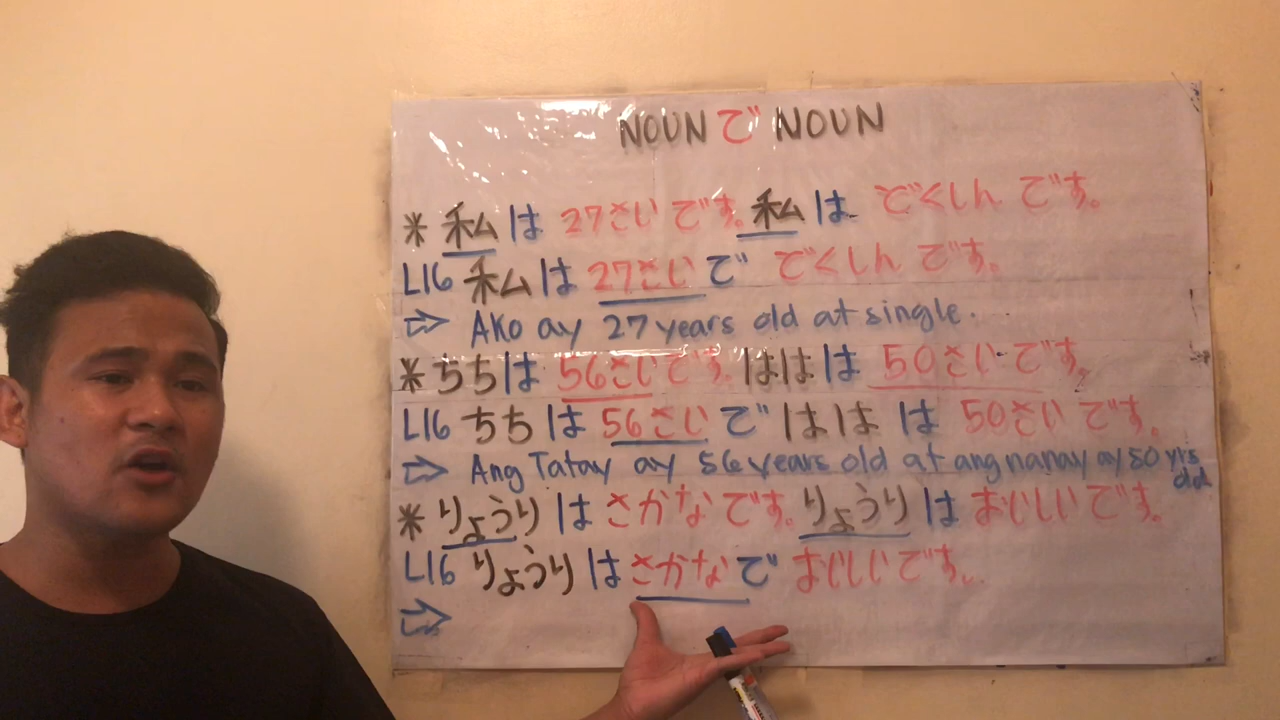 NOUN で NOUN
* 私は 27さい です。私は どくしん です。
L16 私は 27さいで どくしん です。
⇨ Ako ay 27 years old at single.
* ちちは 56さいです。ははは 50さいです。
L16 ちちは 56さいで ははは 50さい です。
⇨ Ang Tatay ay 56 years old at ang nanay ay 50 yrs old
* りょうりは さかなです。りょうりは おいしいです。
L16 りょうりは さかなで おいしいです。
⇨